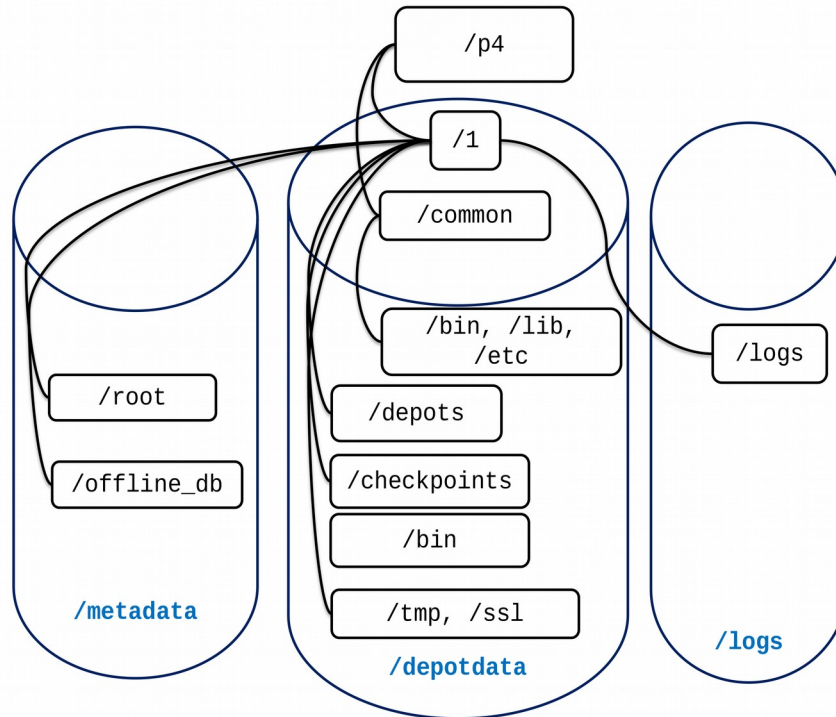 /p4
/1
/common
/bin, /lib,
/etc
/logs
/root
/depots
/offline_db
/checkpoints
/bin
/tmp, /ssl
/metadata
/depotdata
/logs